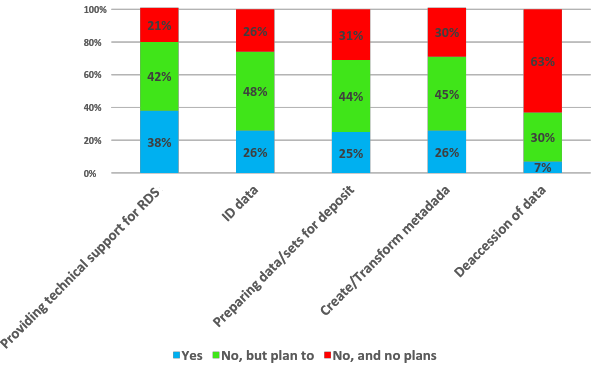 100%
80%
60%
40%
20%
0%
21% 26% 31% 30% 63%
42% 48% 44% 45% 30%
38% 26% 25% 26% 7%
Providing technical support for RDS
ID data
Preparing data/sets for deposit
Create/Transform metadada
Deaccession of data
Yes No, but plan to No, and no plans